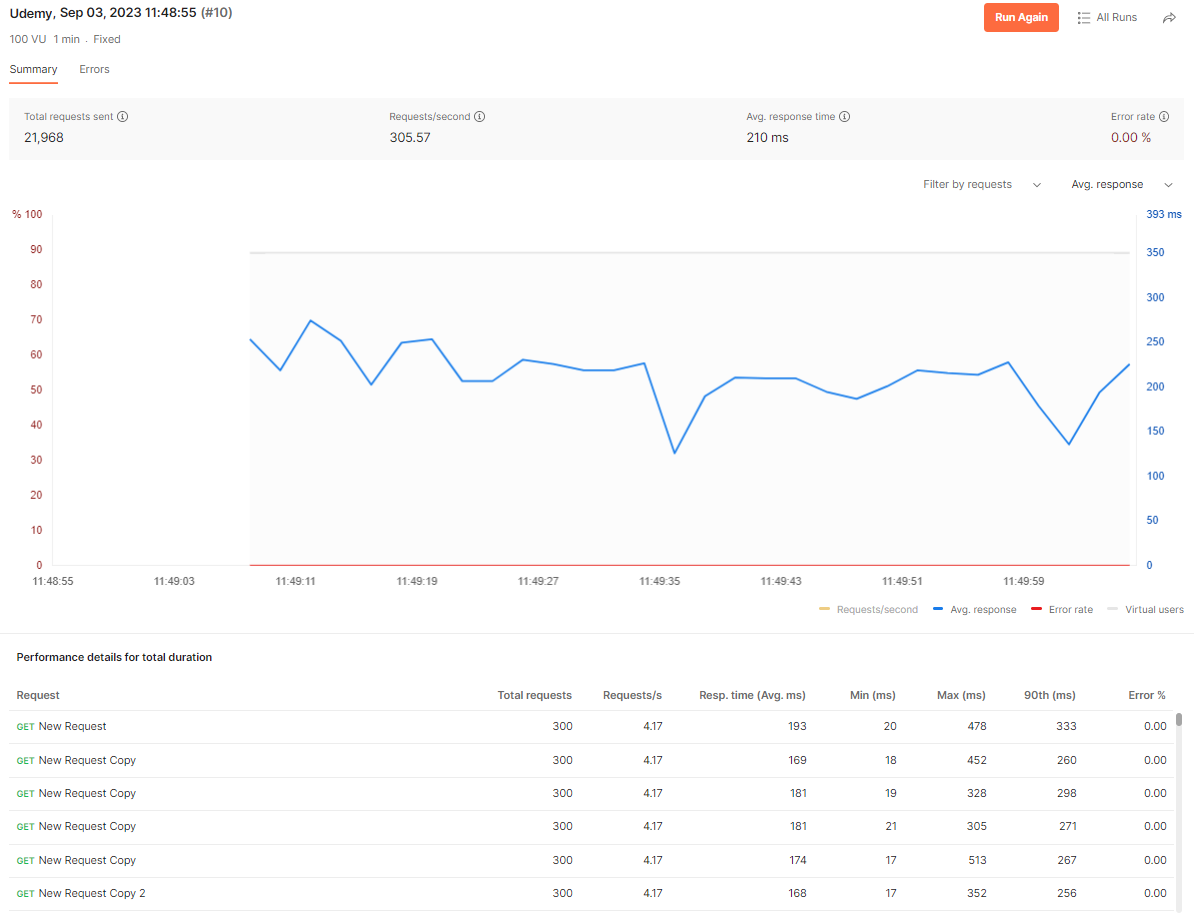 Udemy, Sep 03, 2023 11:48:55 (#10)
Run Again
All Runs
100 VU 1 min . Fixed
Summary Errors
Total requests sent Requests/second Avg. response time Error rate
21,968 305.57 210 ms 0.00 %
Filter by requests Avg. response
% 100 393 ms
90 350
80
70 300
60 250
50 200
40 150
30
20 100
10 50
0 0
11:48:55 11:49:03 11:49:11 11:49:19 11:49:27 11:49:35 11:49:43 11:49:51 11:49:59
Requests/second Avg. response Error rate Virtual users
Performance details for total duration
Request Total requests Requests/s Resp. time (Avg. ms) Min (ms) Max (ms) 90th (ms) Error %
GET New Request 300 4.17 193 20 478 333 0.00
GET New Request Copy 300 4.17 169 18 452 260 0.00
GET New Request Copy 300 4.17 181 19 328 298 0.00
GET New Request Copy 300 4.17 181 21 305 271 0.00
GET New Request Copy 300 4.17 174 17 513 267 0.00
GET New Request Copy 2 300 4.17 168 17 352 256 0.00